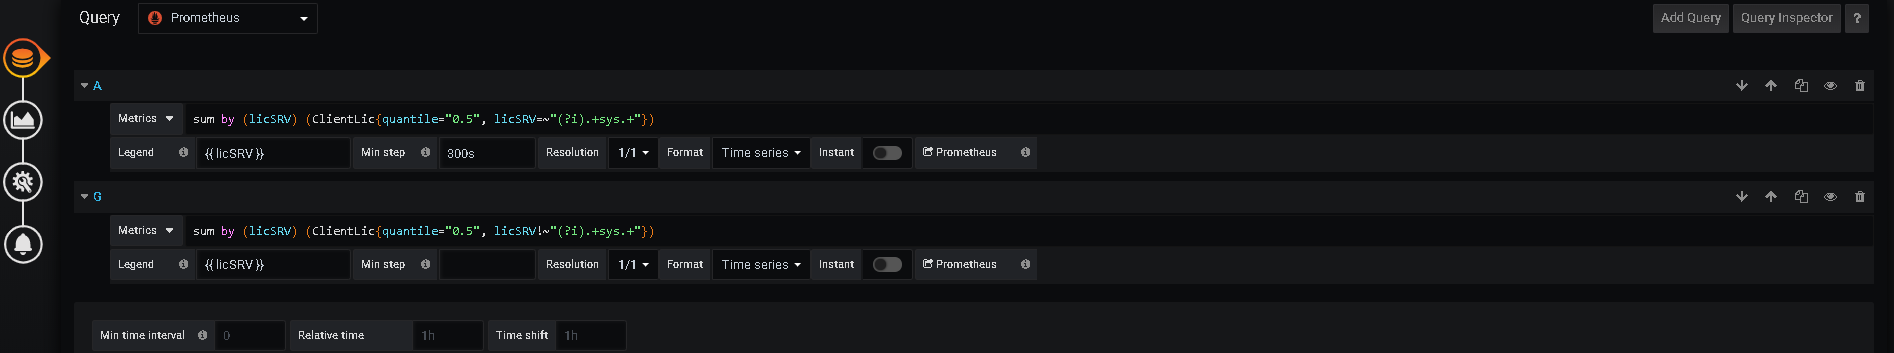 Query Prometheus Add Query Query Inspector ?
A
Metrics sum by (licSRV) (ClientLic{quantile="0.5", licSRV=~"(?i).+sys.+"})
Legend {{ licSRV }} Min step 300s Resolution 1/1 Format Time series Instant Prometheus
G
Metrics sum by (licSRV) (ClientLic{quantile="0.5", licSRV!~"(?i).+sys.+"})
Legend {{ licSRV }} Min step Resolution 1/1 Format Time series Instant Prometheus
Min time interval 0 Relative time 1h Time shift 1h